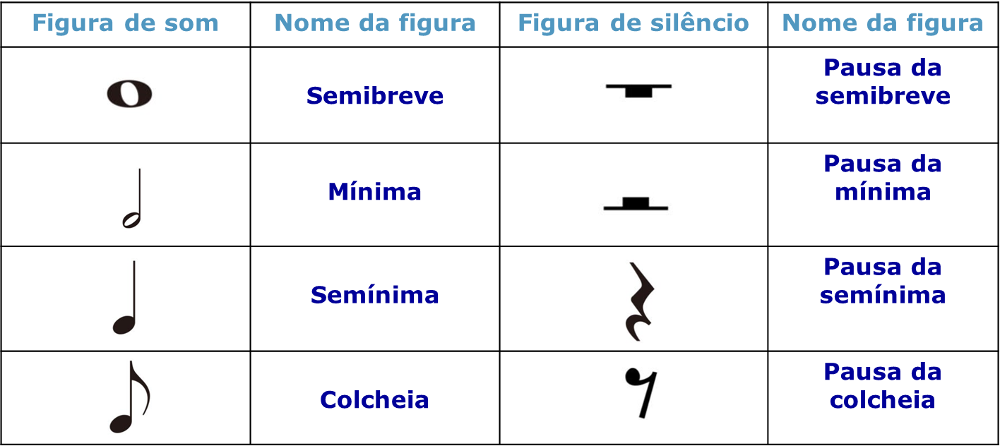 Figura de som Nome da figura Figura de silêncio Nome da figura
Semibreve
Pausa da
semibreve
Mínima
Pausa da
mínima
Semínima
Pausa da
semínima
Colcheia
Pausa da
colcheia